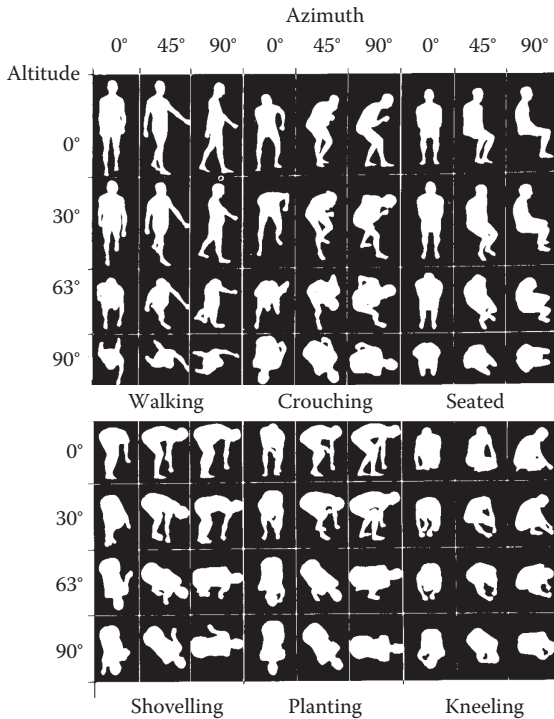 Azimuth
0° 45° 90° 0° 45° 90° 0° 45° 90°
Altitude
0°
30°
63°
90°
Walking Crouching Seated
0°
30°
63°
90°
Shovelling Planting Kneeling